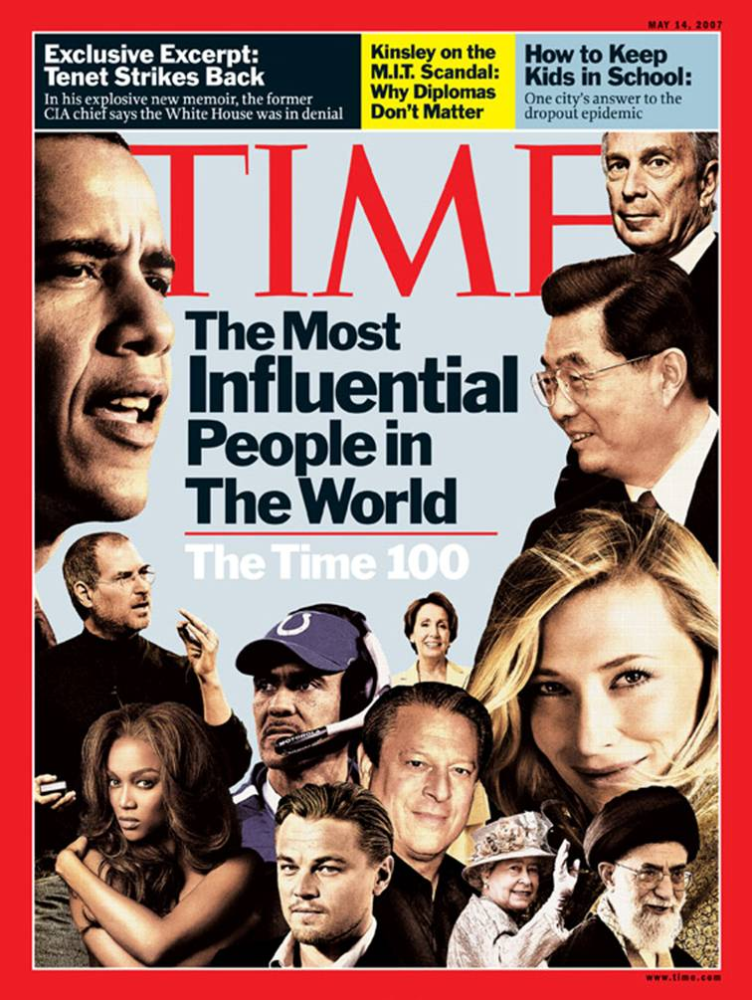 MAY 14, 2007
Exclusive Excerpt:
Tenet Strikes Back
In his explosive new memoir, the former
CIA chief says the White House was in denial
Kinsley on the
M.I.T. Scandal:
Why Diplomas
Don't Matter
How to Keep
Kids in School:
One city's answer to the
dropout epidemic
TIME
The Most
Influential
People in
The World
The Time 100
MOTOROLA
www.time.com